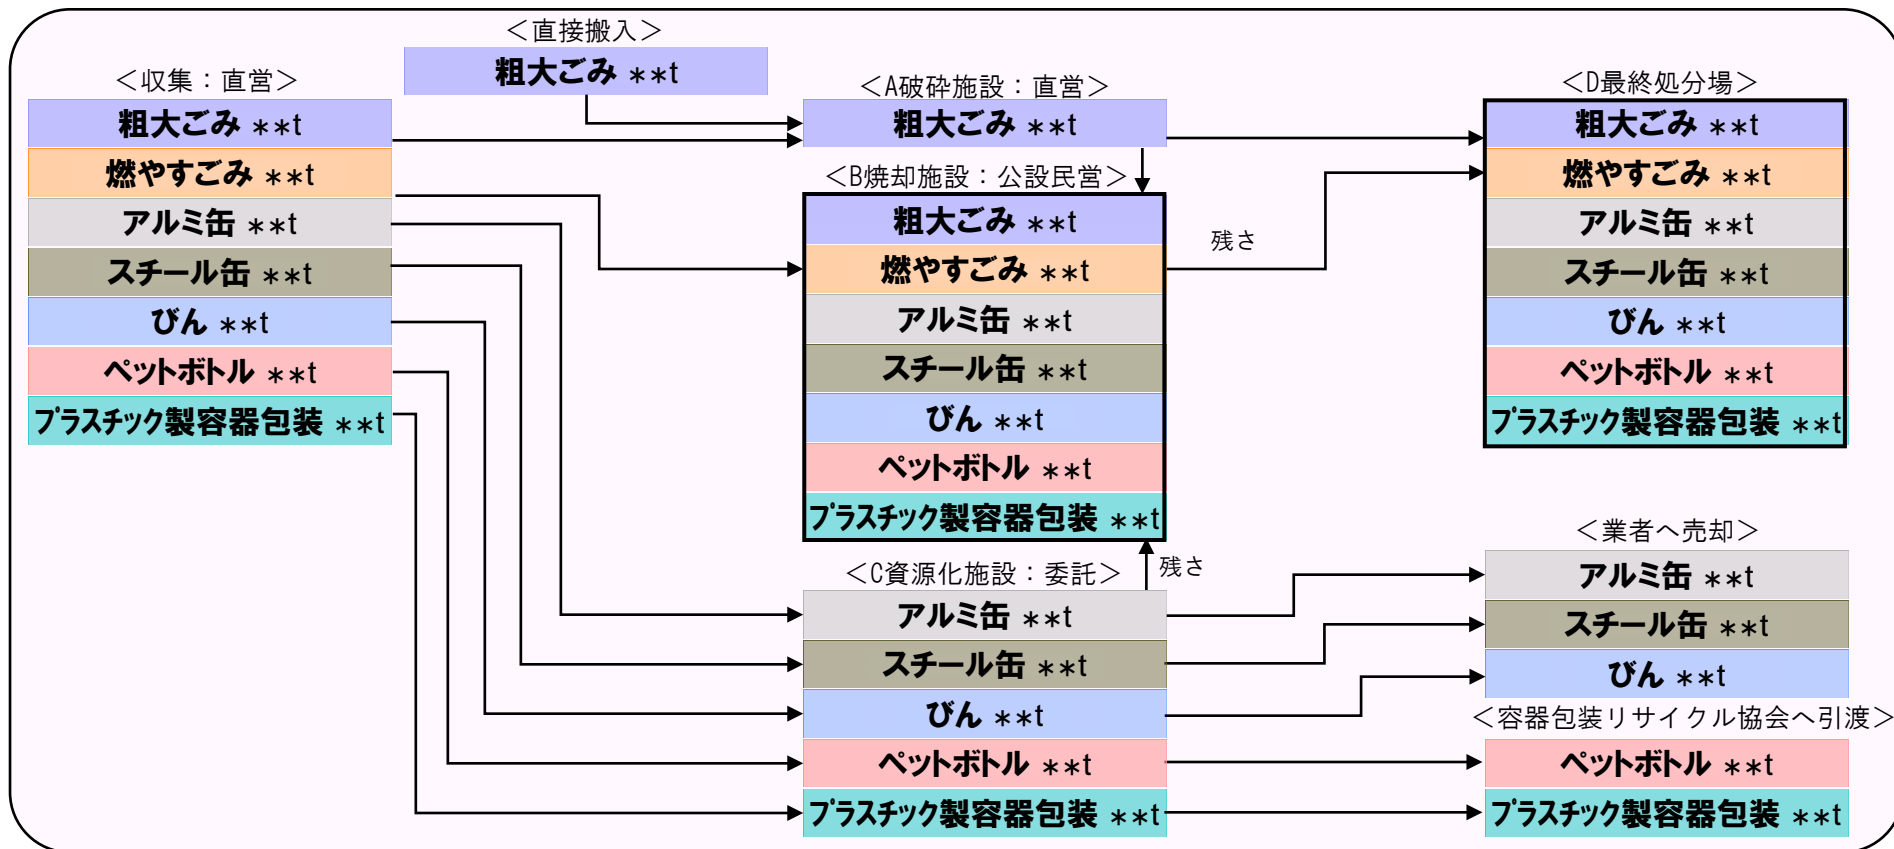 ＜直接搬入＞
粗大ごみ **t
＜収集：直営＞
粗大ごみ **t
燃やすごみ **t
アルミ缶 **t
スチール缶 **t
びん **t
ペットボトル **t
プラスチック製容器包装 **t
＜A破砕施設：直営＞
粗大ごみ **t
＜B焼却施設：公設民営＞
粗大ごみ **t
燃やすごみ **t
アルミ缶 **t
スチール缶 **t
びん **t
ペットボトル **t
プラスチック製容器包装 **t
残さ
残さ
＜C資源化施設：委託＞
アルミ缶 **t
スチール缶 **t
びん **t
ペットボトル **t
プラスチック製容器包装 **t
＜D最終処分場＞
粗大ごみ **t
燃やすごみ **t
アルミ缶 **t
スチール缶 **t
びん **t
ペットボトル **t
プラスチック製容器包装 **t
＜業者へ売却＞
アルミ缶 **t
スチール缶 **t
びん **t
＜容器包装リサイクル協会へ引渡＞
ペットボトル **t
プラスチック製容器包装 **t